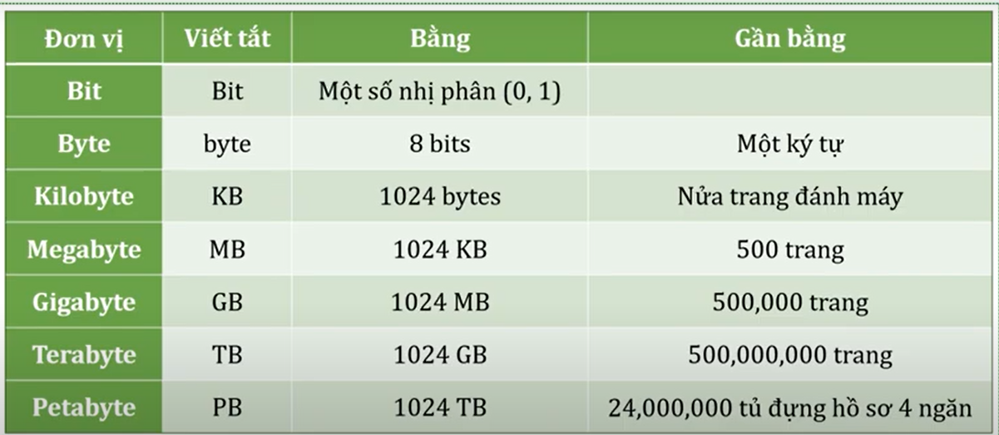 Đơn vị Viết tắt Bằng Gần bằng
Bit Bit Một số nhị phân (0, 1)
Byte byte 8 bits Một ký tự
Kilobyte KB 1024 bytes Nửa trang đánh máy
Megabyte MB 1024 KB 500 trang
Gigabyte GB 1024 MB 500,000 trang
Terabyte TB 1024 GB 500,000,000 trang
Petabyte PB 1024 TB 24,000,000 tủ đựng hồ sơ 4 ngăn